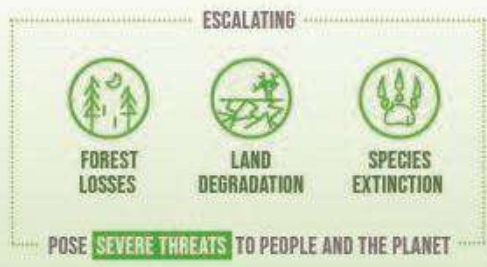 ESCALATING
FOREST
LOSSES
LAND
DEGRADATION
SPECIES
EXTINCTION
POSE SEVERE THREATS TO PEOPLE AND THE PLANET